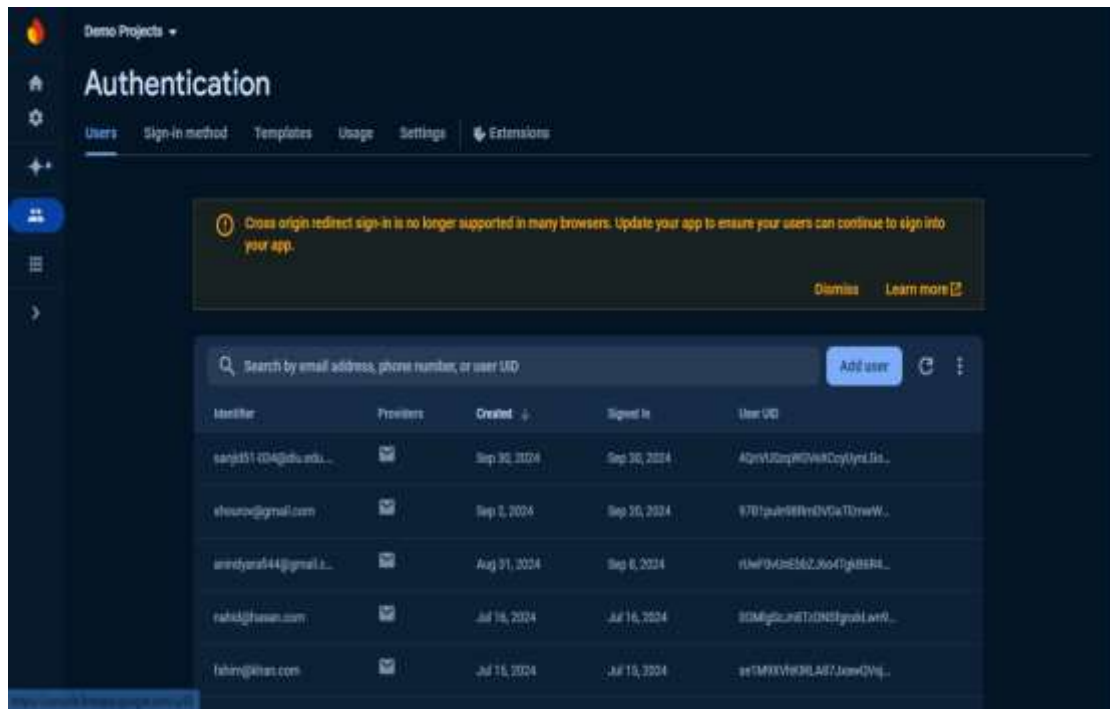 Demo Projects
Authentication
Users Sign-in method Templates Usage Settings Extensions
Cross origin redirect sign-in is no longer supported in many browsers. Update your app to ensure your users can continue to sign into
your app.
Dismiss Learn more
Search by email address, phone number, or user UID Add user
Identifier Providers Created Signed In User UID
Sep 30, 2024 Sep 30, 2024
shourov@gmail.com Sep 2, 2024 Sep 20, 2024
Aug 31, 2024 Sep 6, 2024
nahid@hasan.com Jul 16, 2024 Jul 16, 2024
fahim@khan.com Jul 15, 2024 Jul 15, 2024